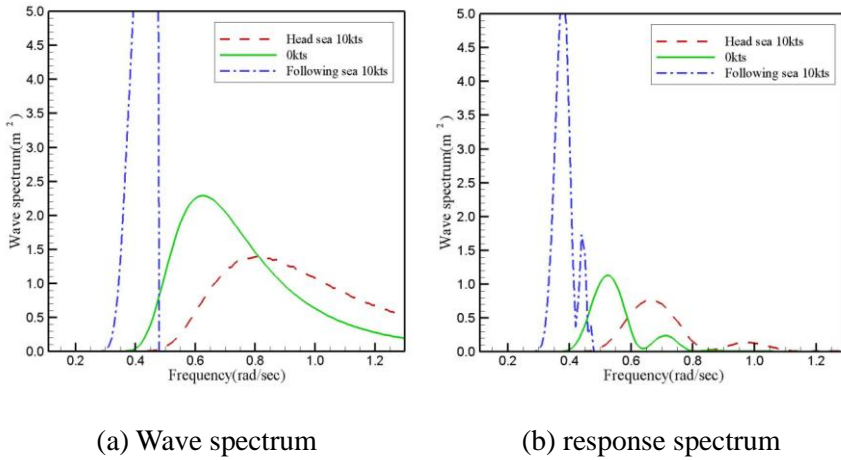 5.0
4.5
4.0
3.5
3.0
2.5
2.0
1.5
1.0
0.5
0.0
Wave spectrum(m²)
Head sea 10kts
0kts
Following sea 10kts
0.2 0.4 0.6 0.8 1.0 1.2
Frequency(rad/sec)
(a) Wave spectrum
5.0
4.5
4.0
3.5
3.0
2.5
2.0
1.5
1.0
0.5
0.0
Wave spectrum(m²)
Head sea 10kts
0kts
Following sea 10kts
0.2 0.4 0.6 0.8 1.0 1.2
Frequency(rad/sec)
(b) response spectrum